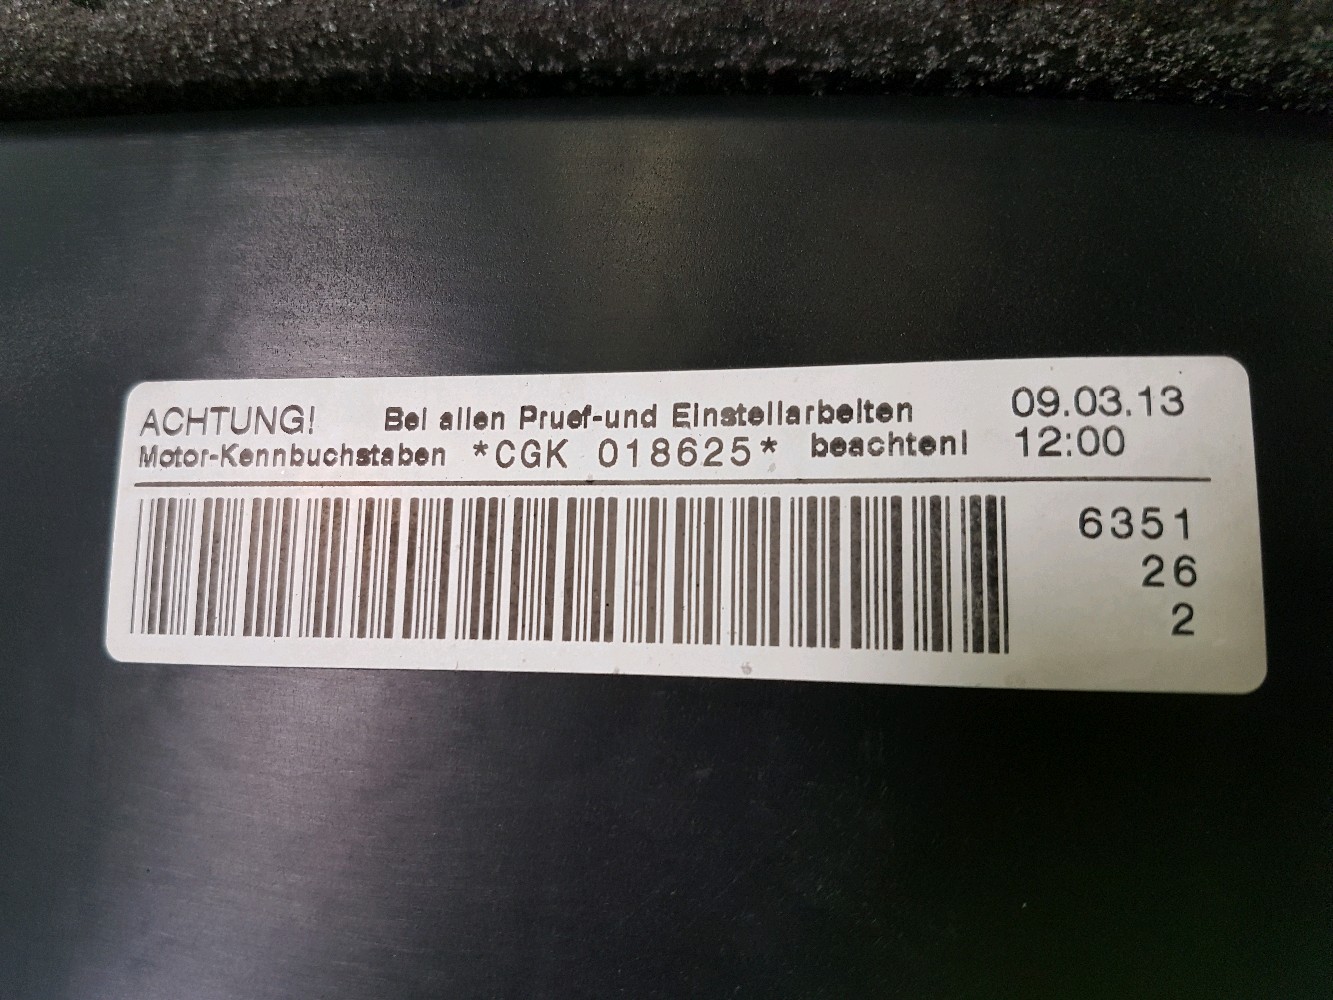 ACHTUNG! Bei allen Pruef-und Einstellarbeiten 09.03.13
Motor-Kennbuchstaben *CGK 018625* beachten! 12:00
6351
26
2